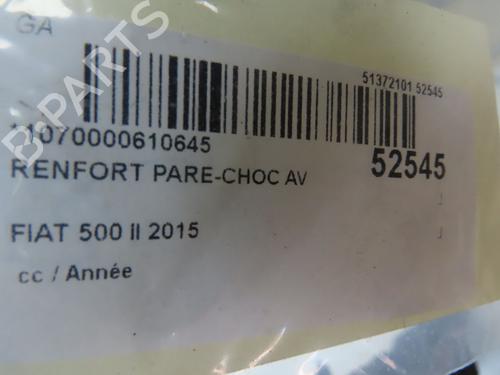 GA
51372101 52545
*1070000610645
52545
RENFORT PARE-CHOC AV
FIAT 500 II 2015
cc / Année
B-PARTS